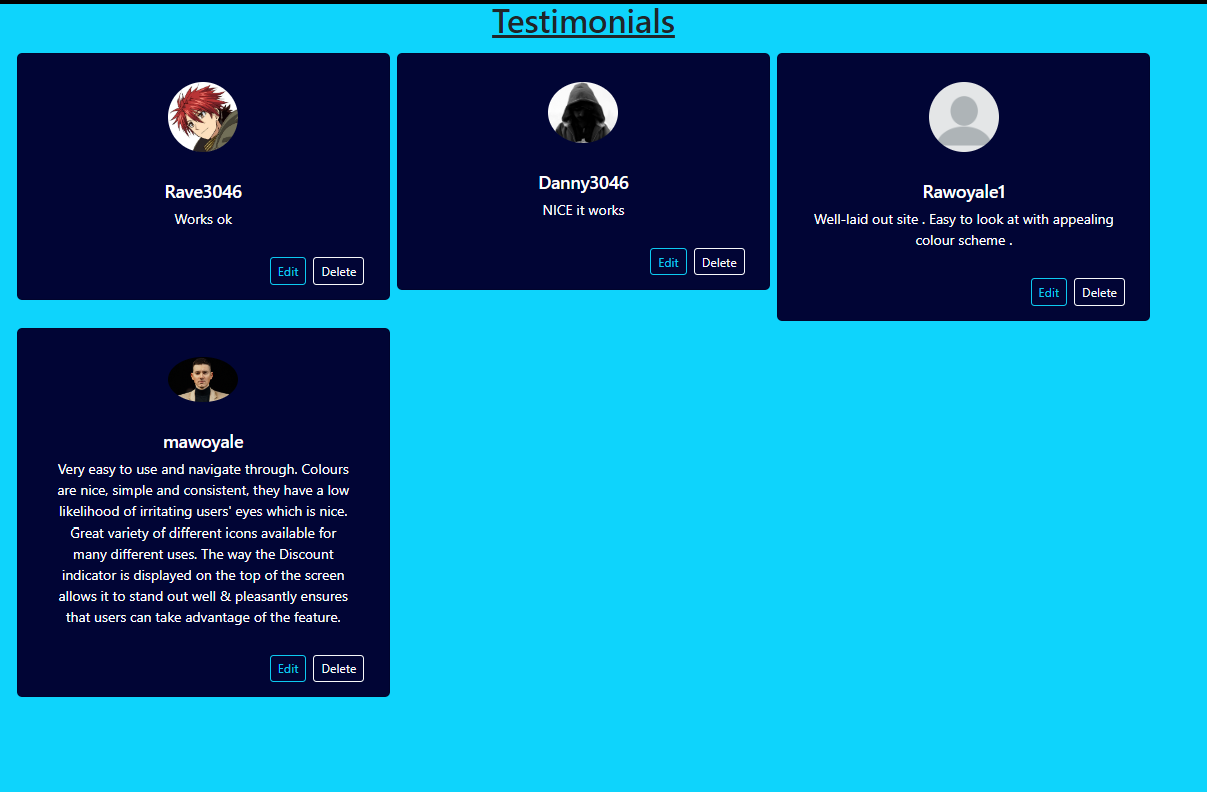 Testimonials
Rave3046
Works ok
Edit
Delete
Danny3046
NICE it works
Edit
Delete
Rawoyale1
Well-laid out site . Easy to look at with appealing
colour scheme .
Edit
Delete
mawoyale
Very easy to use and navigate through. Colours
are nice, simple and consistent, they have a low
likelihood of irritating users' eyes which is nice.
Great variety of different icons available for
many different uses. The way the Discount
indicator is displayed on the top of the screen
allows it to stand out well & pleasantly ensures
that users can take advantage of the feature.
Edit
Delete